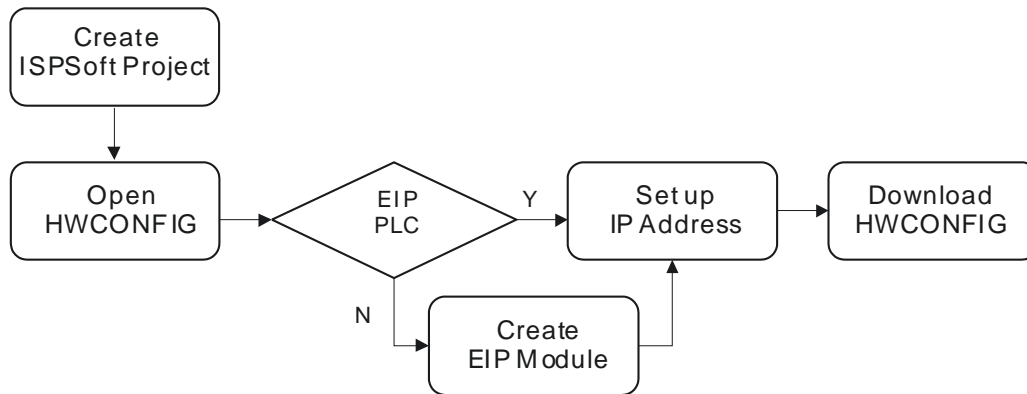 Create
ISPSoft Project
Open
HWCONFIG
EIP
PLC
Y
Set up
IP Address
Download
HWCONFIG
N
Create
EIP Module